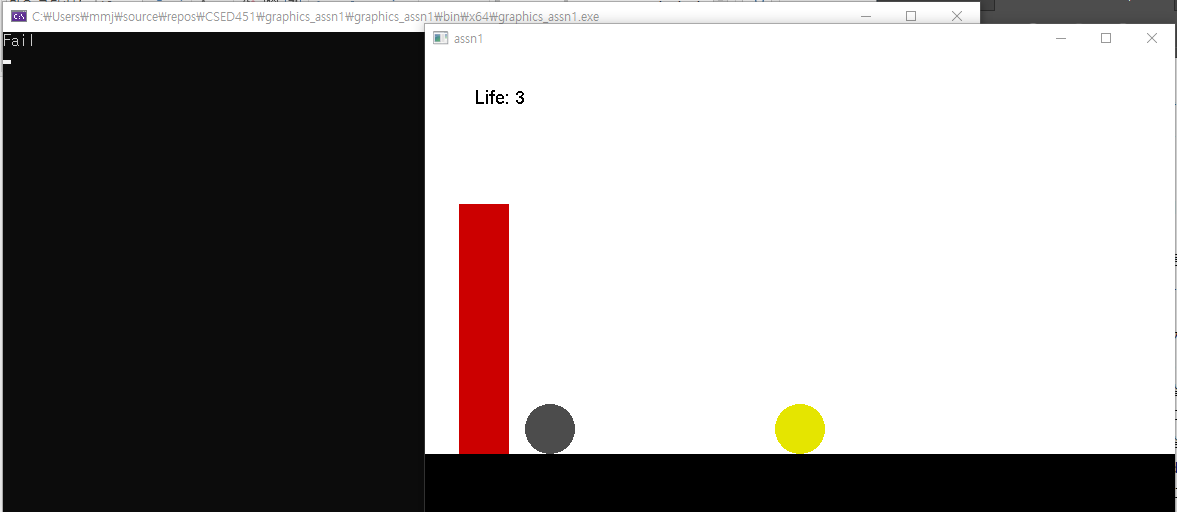 C:₩Users₩mmj₩source₩repos₩CSED451₩graphics_assn1₩graphics_assn1₩bin₩x64₩graphics_assn1.exe
Fail
assn1
Life: 3